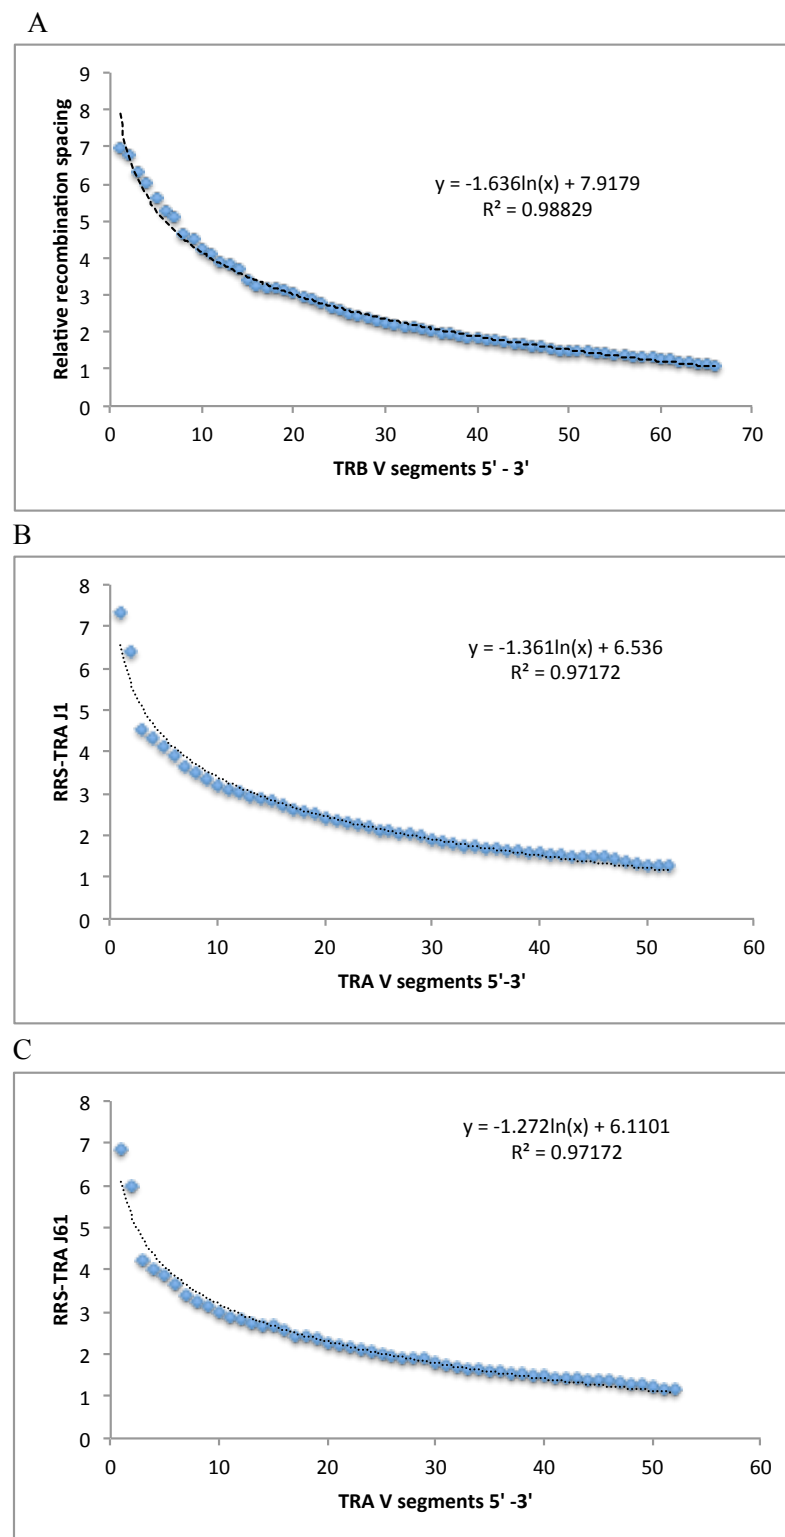 A
Relative recombination spacing
9
8
7
6
5
4
3
2
1
0
y = -1.636ln(x) + 7.9179
R² = 0.98829
0 10 20 30 40 50 60 70
TRB V segments 5' - 3'
B
RRS-TRA J1
8
7
6
5
4
3
2
1
0
y = -1.361ln(x) + 6.536
R² = 0.97172
0 10 20 30 40 50 60
TRA V segments 5'-3'
C
RRS-TRA J61
8
7
6
5
4
3
2
1
0
y = -1.272ln(x) + 6.1101
R² = 0.97172
0 10 20 30 40 50 60
TRA V segments 5' -3'